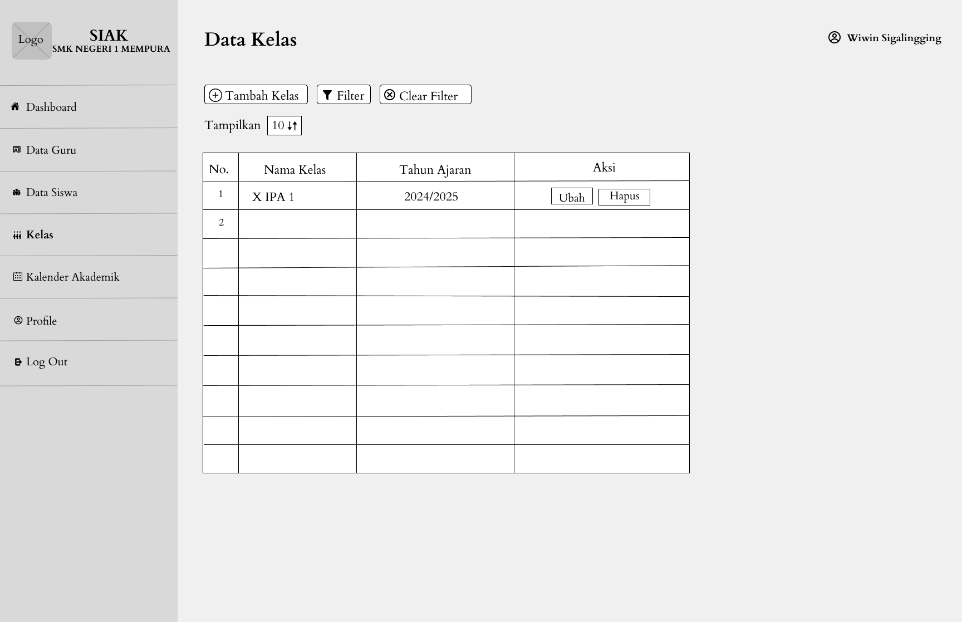 Logo
SIAK
SMK NEGERI 1 MEMPURA
Dashboard
Data Guru
Data Siswa
Kelas
Kalender Akademik
Profile
Log Out
Data Kelas
Wiwin Sigalingging
Tambah Kelas Filter Clear Filter
Tampilkan 10
No. Nama Kelas Tahun Ajaran Aksi
1 X IPA 1 2024/2025 Ubah Hapus
2